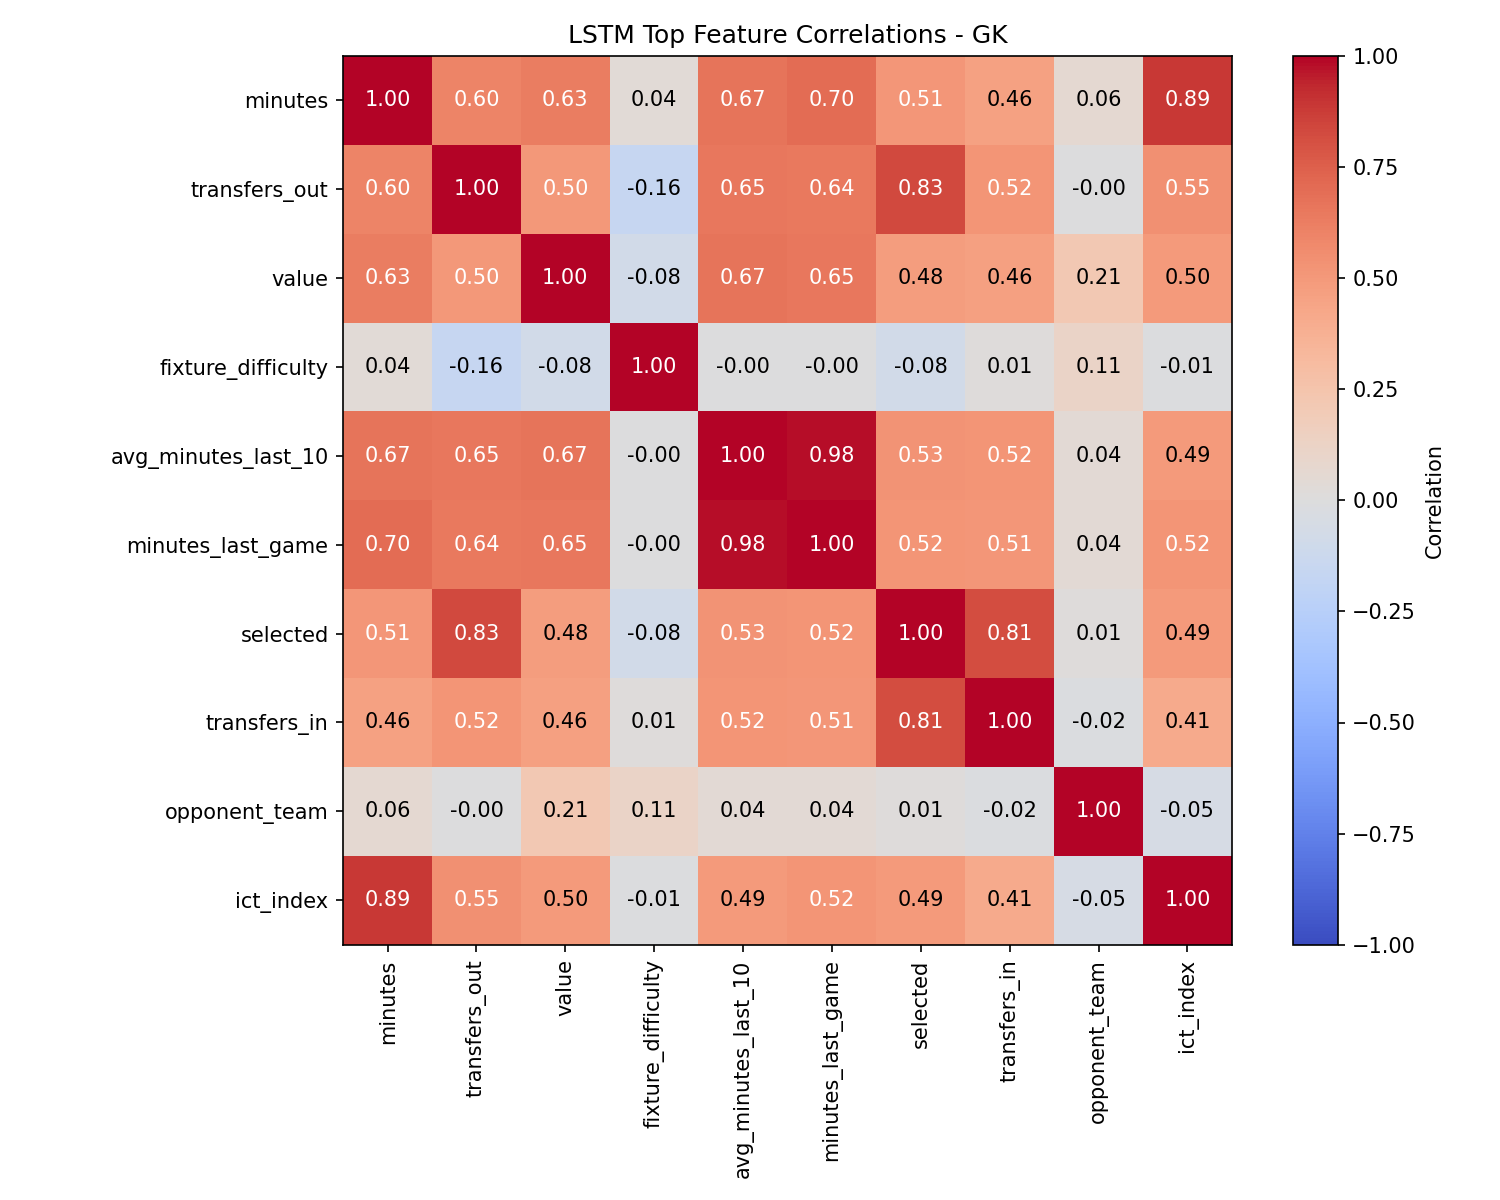 LSTM Top Feature Correlations - GK
minutes 1.00 0.60 0.63 0.04 0.67 0.70 0.51 0.46 0.06 0.89
transfers_out 0.60 1.00 0.50 -0.16 0.65 0.64 0.83 0.52 -0.00 0.55
value 0.63 0.50 1.00 -0.08 0.67 0.65 0.48 0.46 0.21 0.50
fixture_difficulty 0.04 -0.16 -0.08 1.00 -0.00 -0.00 -0.08 0.01 0.11 -0.01
avg_minutes_last_10 0.67 0.65 0.67 -0.00 1.00 0.98 0.53 0.52 0.04 0.49
minutes_last_game 0.70 0.64 0.65 -0.00 0.98 1.00 0.52 0.51 0.04 0.52
selected 0.51 0.83 0.48 -0.08 0.53 0.52 1.00 0.81 0.01 0.49
transfers_in 0.46 0.52 0.46 0.01 0.52 0.51 0.81 1.00 -0.02 0.41
opponent_team 0.06 -0.00 0.21 0.11 0.04 0.04 0.01 -0.02 1.00 -0.05
ict_index 0.89 0.55 0.50 -0.01 0.49 0.52 0.49 0.41 -0.05 1.00
minutes
transfers_out
value
fixture_difficulty
avg_minutes_last_10
minutes_last_game
selected
transfers_in
opponent_team
ict_index
1.00
0.75
0.50
0.25
0.00
−0.25
−0.50
−0.75
−1.00
Correlation